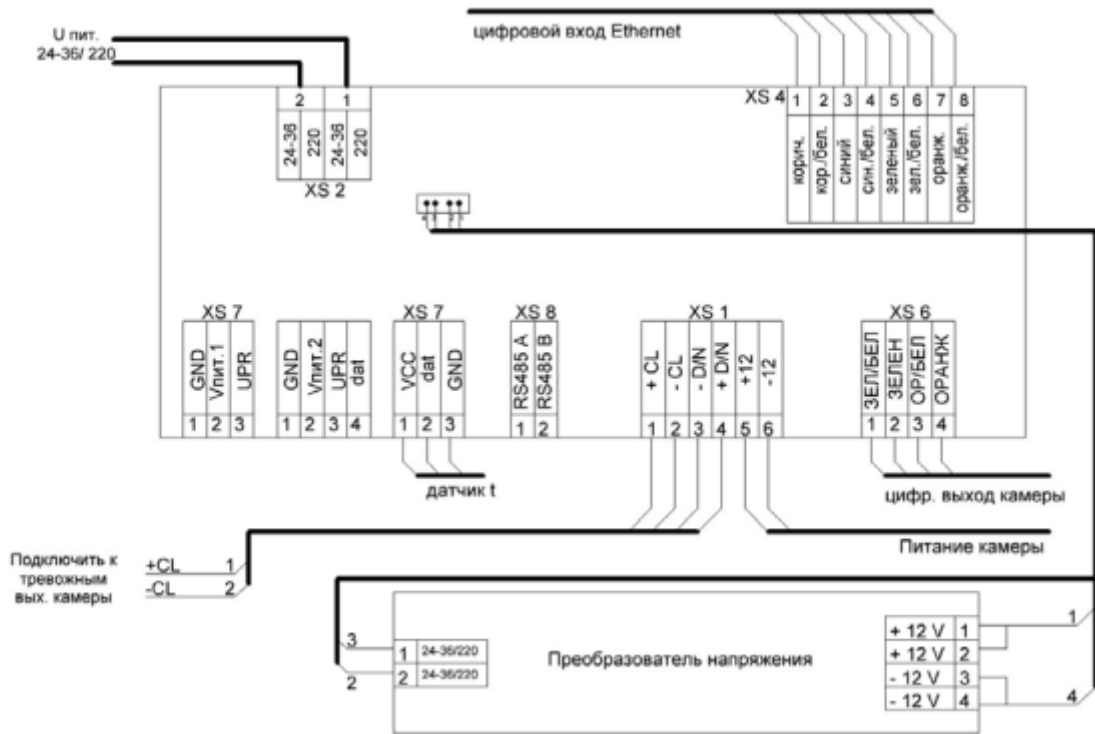 U пит.
24-36/ 220
цифровой вход Ethernet
2 1
24-36
220
24-36
220
XS 2
XS 4
1 2 3 4 5 6 7 8
корич.
кор./бел.
синий
син./бел.
зеленый
зел./бел.
оранж.
оранж./бел.
XS 7
GND
Vпит.1
UPR
1 2 3
GND
Vпит.2
UPR
dat
1 2 3 4
XS 7
VCC
dat
GND
1 2 3
датчик t
XS 8
RS485 A
RS485 B
1 2
XS 1
+ CL
- CL
- D/N
+ D/N
+12
-12
1 2 3 4 5 6
XS 6
ЗЕЛ/БЕЛ
ЗЕЛЕН
ОР/БЕЛ
ОРАНЖ
1 2 3 4
цифр. выход камеры
Питание камеры
Подключить к
тревожным
вых. камеры
+CL 1
-CL 2
3
2
1 24-36/220
2 24-36/220
Преобразователь напряжения
+ 12 V 1
+ 12 V 2
- 12 V 3
- 12 V 4
1
4